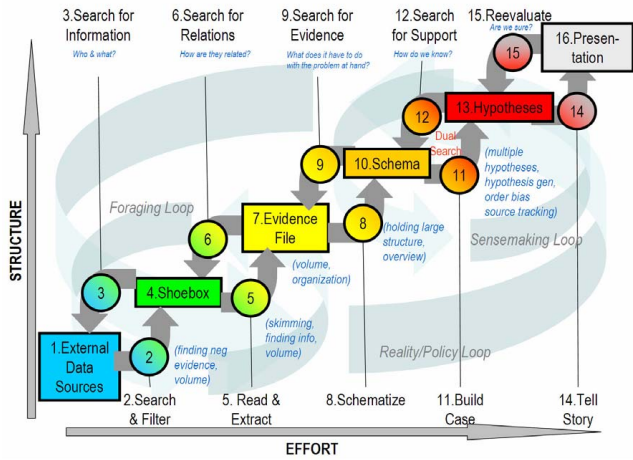 3.Search for
Information
Who & what?
6.Search for
Relations
How are they related?
9.Search for
Evidence
What does it have to do
with the problem at hand?
12.Search
for Support
How do we know?
15.Reevaluate
Are we sure?
15
16.Presen-
tation
12
13.Hypotheses
14
Dual
Search
9
10.Schema
11
(multiple
hypotheses,
hypothesis gen,
order bias
source tracking)
Foraging Loop
7.Evidence
File
8
6
(holding large
structure,
overview)
Sensemaking Loop
(volume,
organization)
3
4.Shoebox
5
(skimming,
finding info,
volume)
Reality/Policy Loop
1.External
Data
Sources
2
(finding neg
evidence,
volume)
2.Search
& Filter
5. Read &
Extract
8.Schematize
11.Build
Case
14.Tell
Story
STRUCTURE
EFFORT